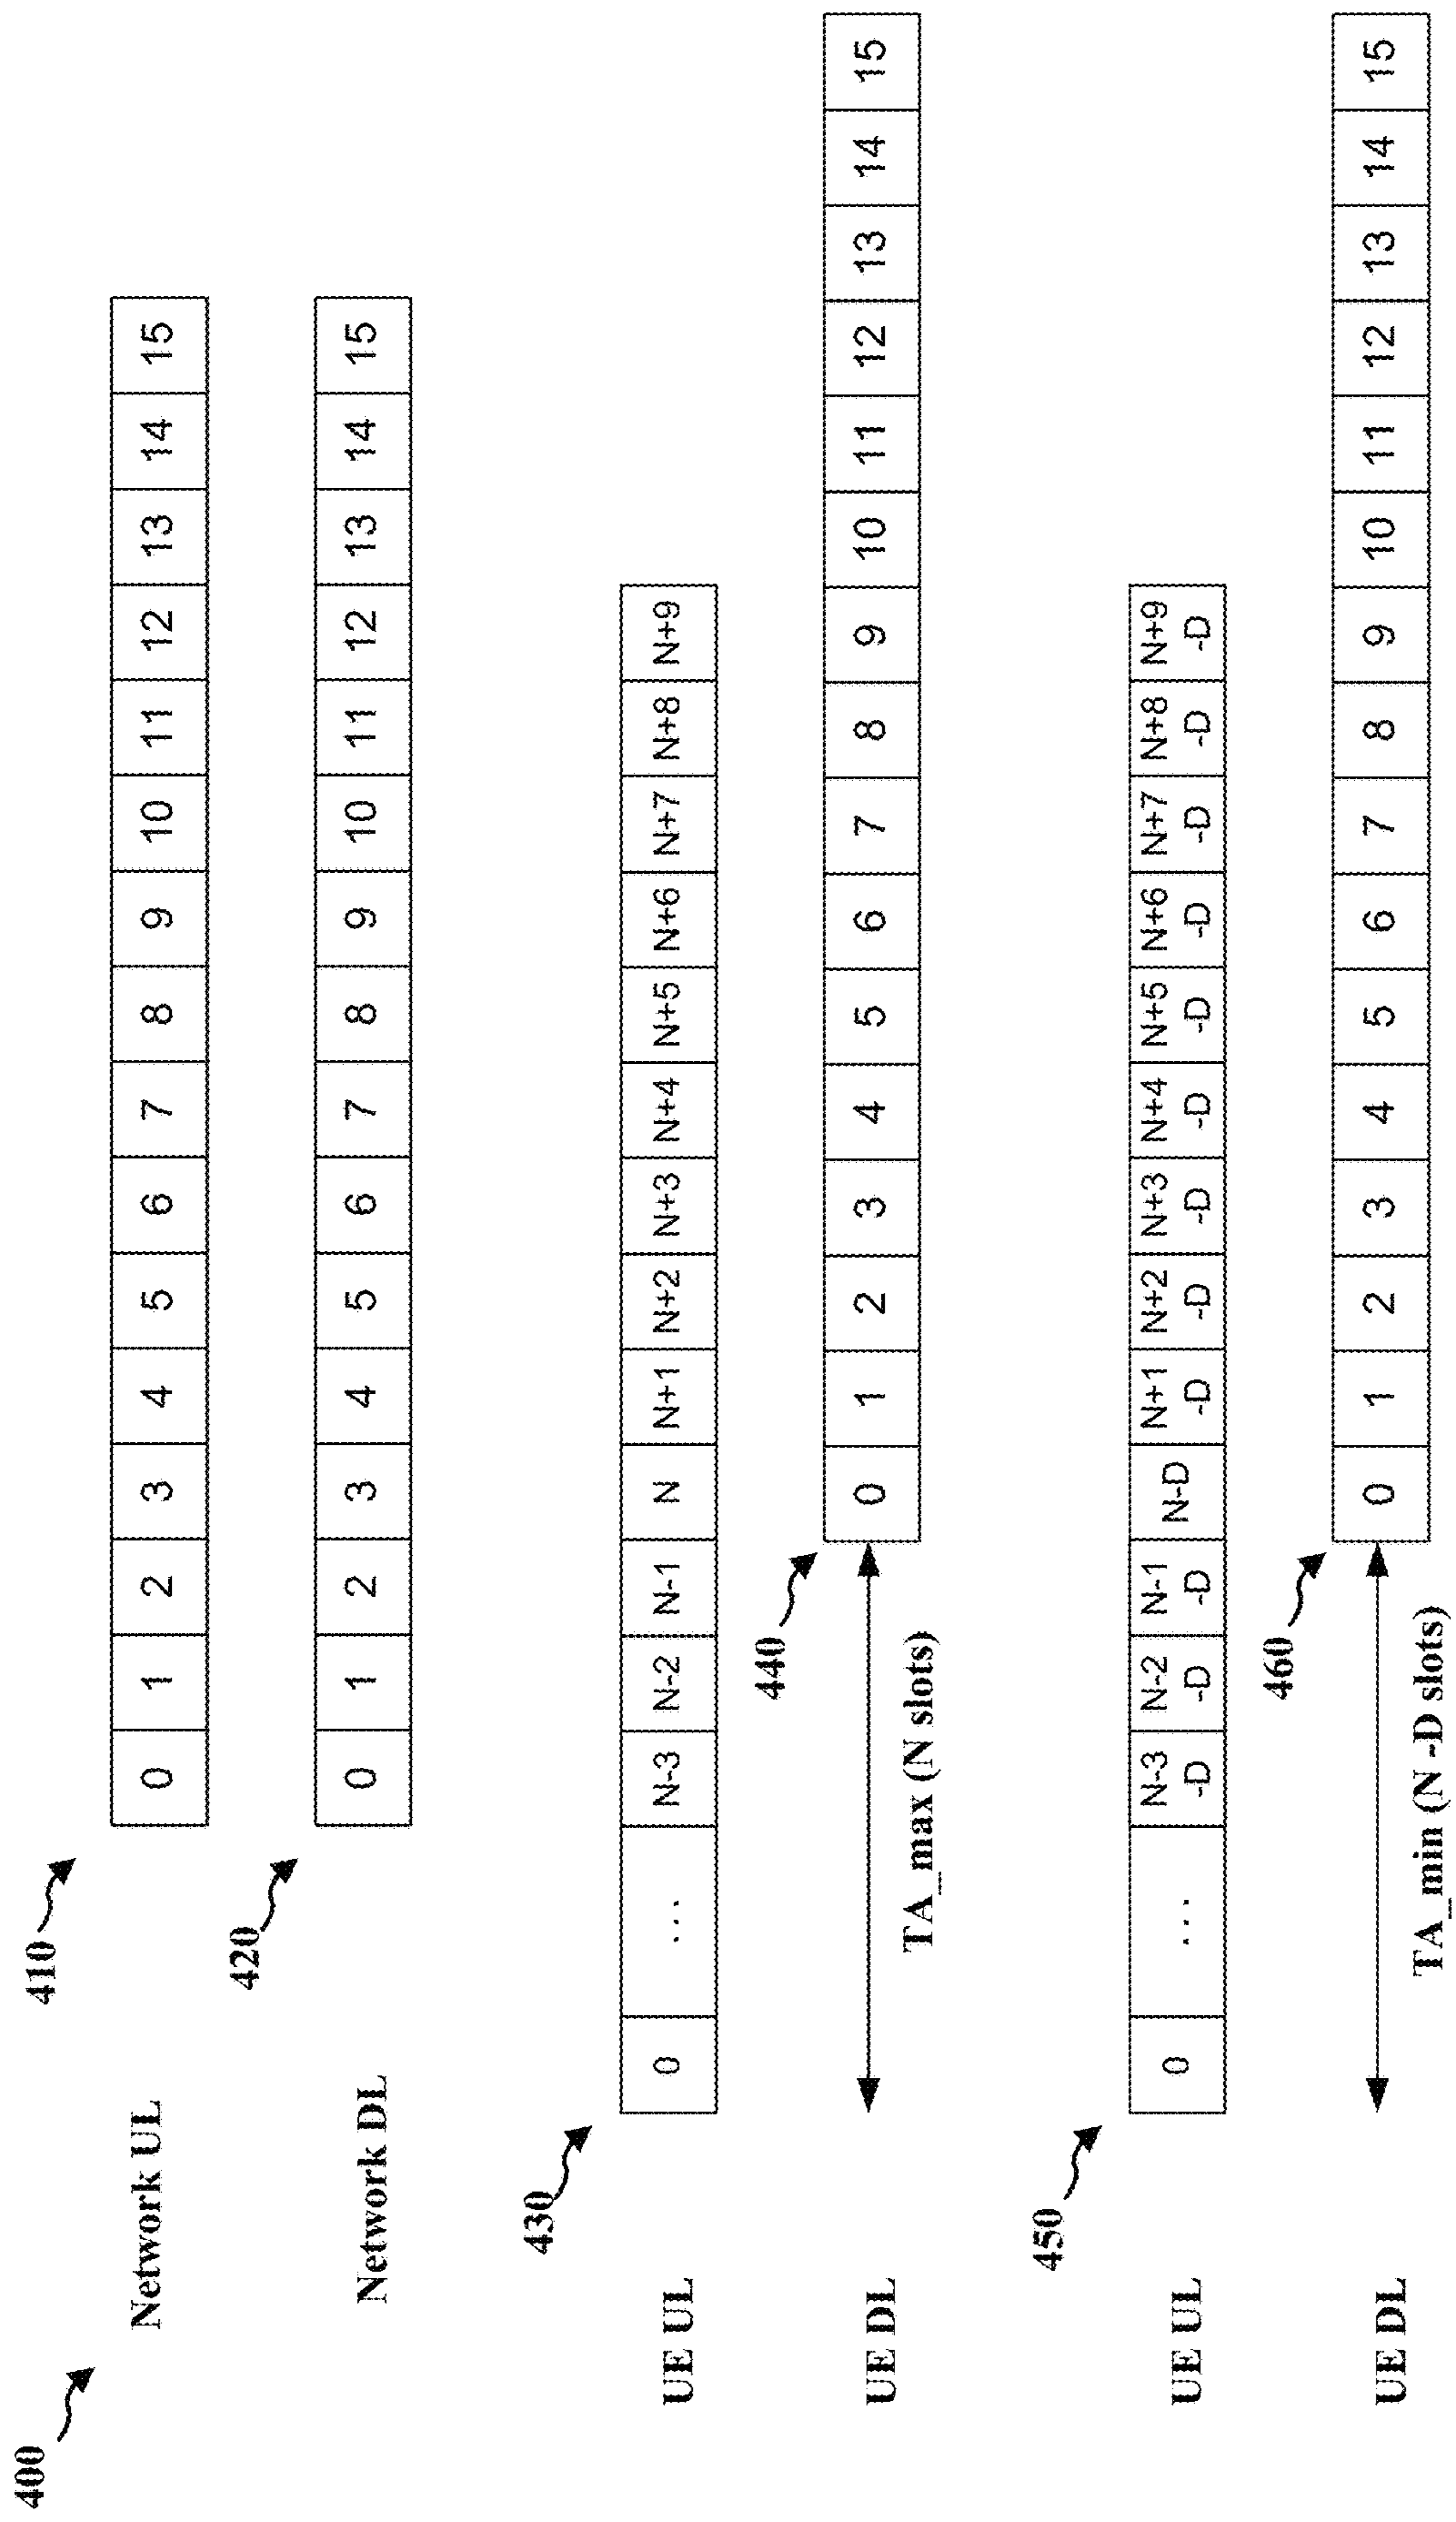 400
410
Network UL
0 1 2 3 4 5 6 7 8 9 10 11 12 13 14 15
420
Network DL
0 1 2 3 4 5 6 7 8 9 10 11 12 13 14 15
430
UE UL
0 ... N-3 N-2 N-1 N N+1 N+2 N+3 N+4 N+5 N+6 N+7 N+8 N+9
440
UE DL
0 1 2 3 4 5 6 7 8 9 10 11 12 13 14 15
TA_max (N slots)
450
UE UL
0 ... N-3 -D N-2 -D N-1 -D N-D N+1 -D N+2 -D N+3 -D N+4 -D N+5 -D N+6 -D N+7 -D N+8 -D N+9 -D
460
UE DL
0 1 2 3 4 5 6 7 8 9 10 11 12 13 14 15
TA_min (N -D slots)